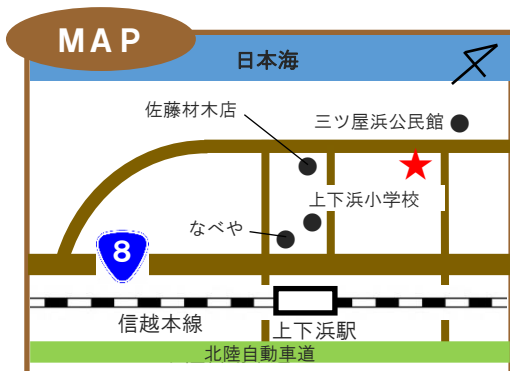 MAP
日本海
佐藤材木店
三ツ屋浜公民館
上下浜小学校
なべや
8
信越本線
上下浜駅
北陸自動車道